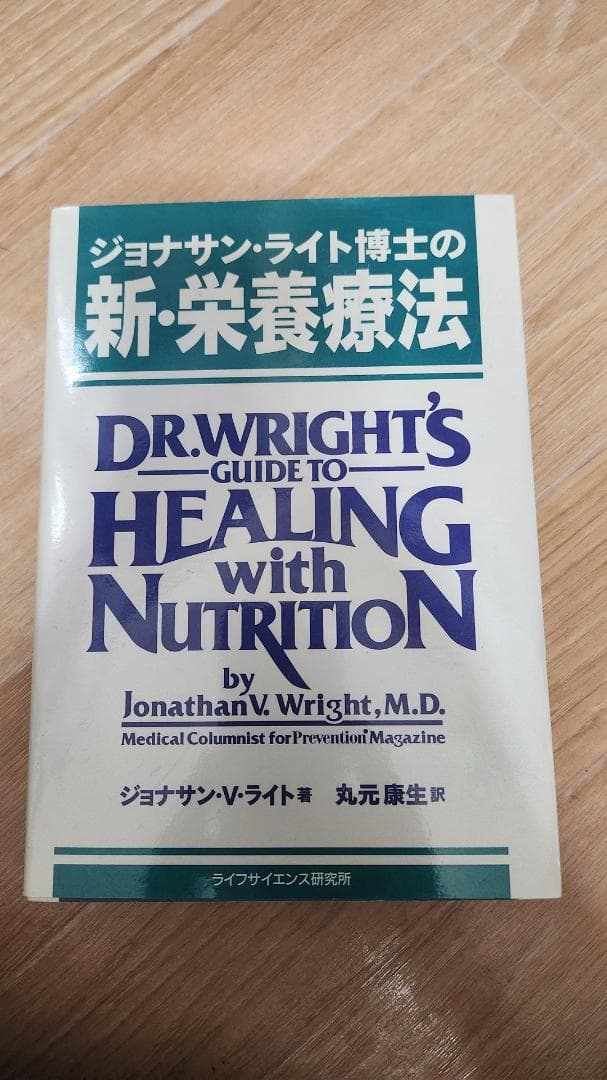 ジョナサン・ライト博士の
新・栄養療法
DR.WRIGHT'S
GUIDE TO
HEALING
with
NUTRITION
by
Jonathan V. Wright, M.D.
Medical Columnist for Prevention® Magazine
ジョナサン・V・ライト著 丸元康生訳
ライフサイエンス研究所